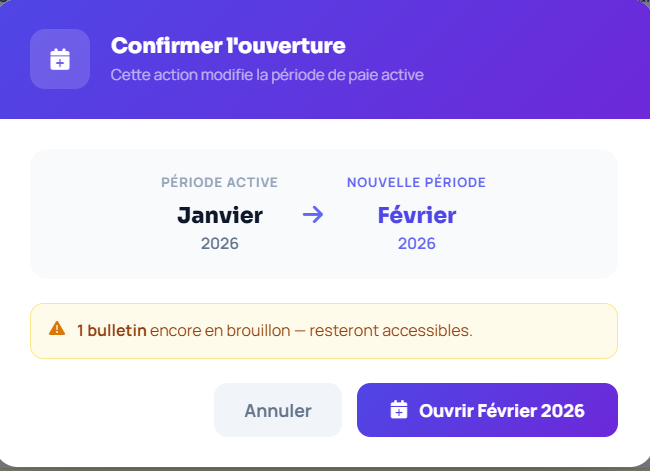 Confirmer l'ouverture
Cette action modifie la période de paie active
PÉRIODE ACTIVE
Janvier
2026
NOUVELLE PÉRIODE
Février
2026
1 bulletin encore en brouillon — resteront accessibles.
Annuler
Ouvrir Février 2026